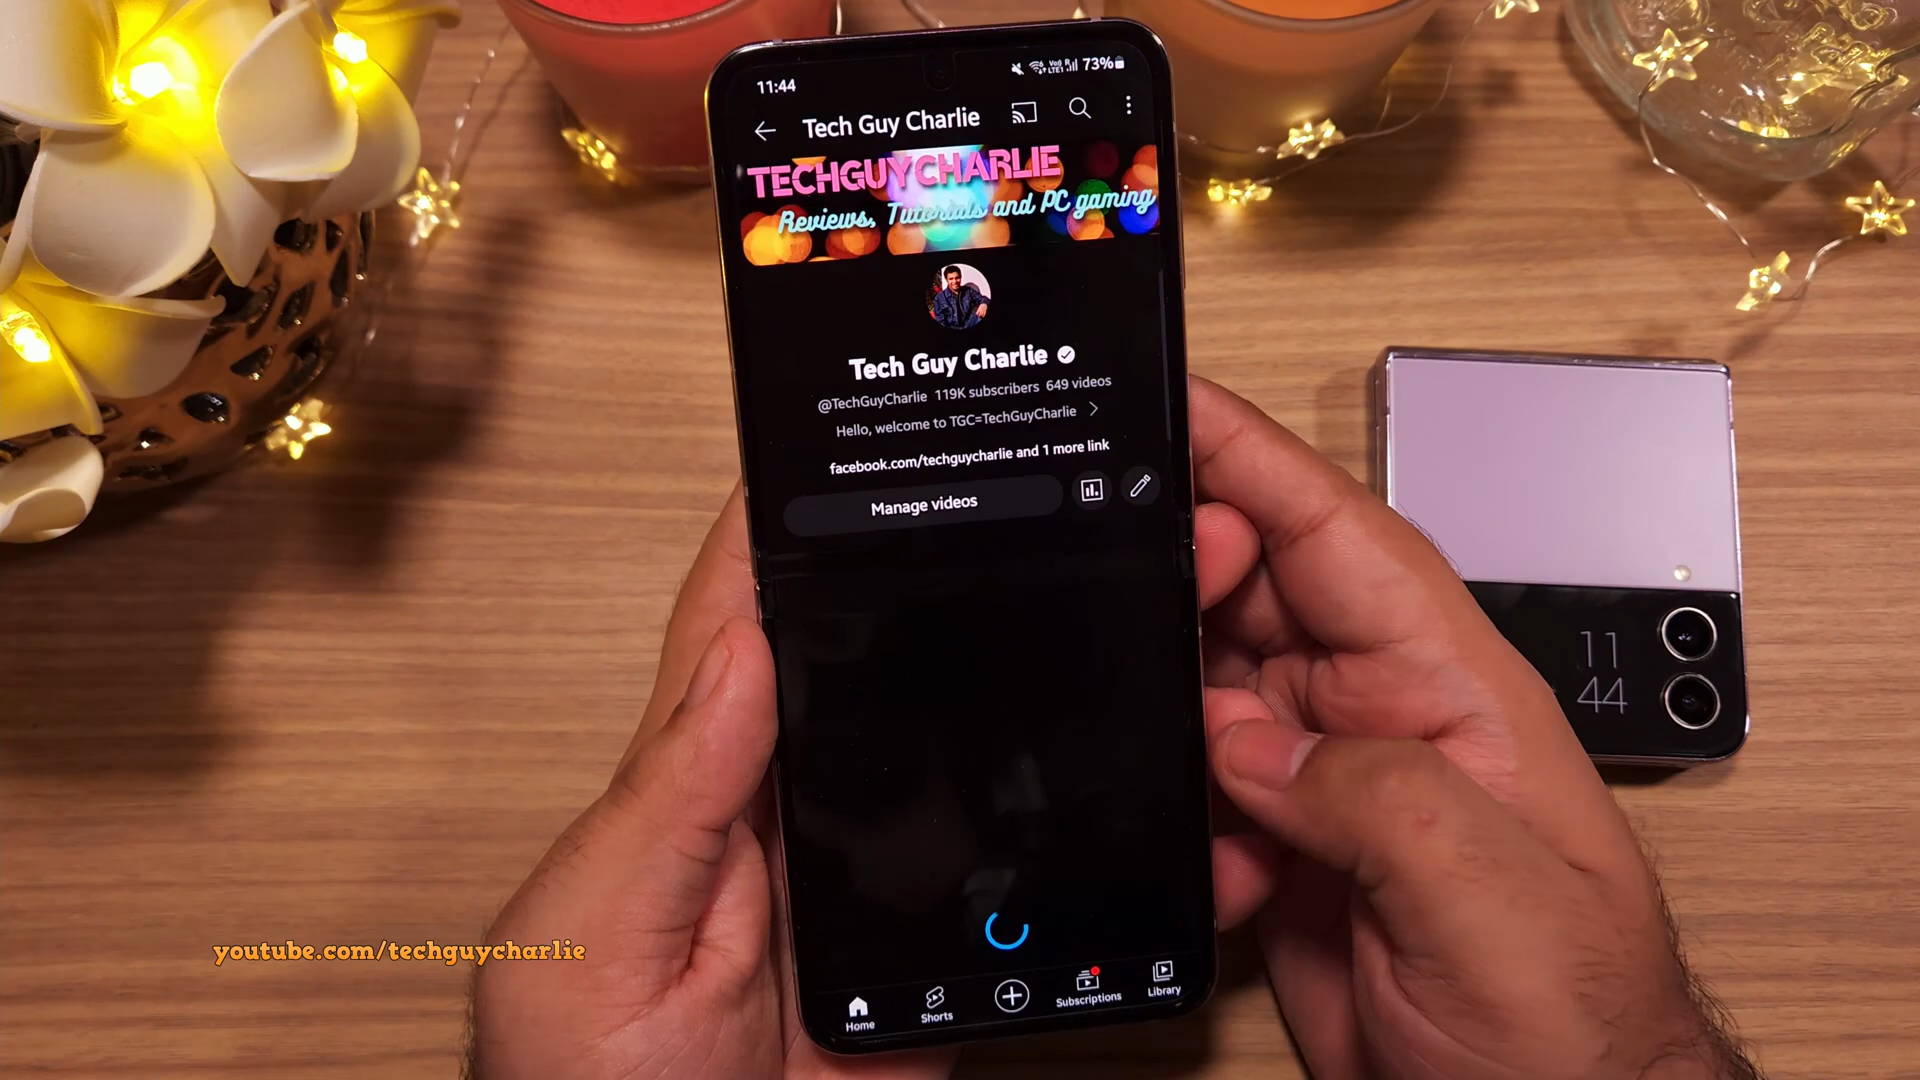 11:44
Vo) R
LTE1 73%
Tech Guy Charlie
TECHGUYCHARLIE
Reviews, Tutorials and PC gaming
Tech Guy Charlie
@TechGuyCharlie 119K subscribers 649 videos
Hello, welcome to TGC=TechGuyCharlie
facebook.com/techguycharlie and 1 more link
Manage videos
11
44
youtube.com/techguycharlie
Home
Shorts
Subscriptions
Library